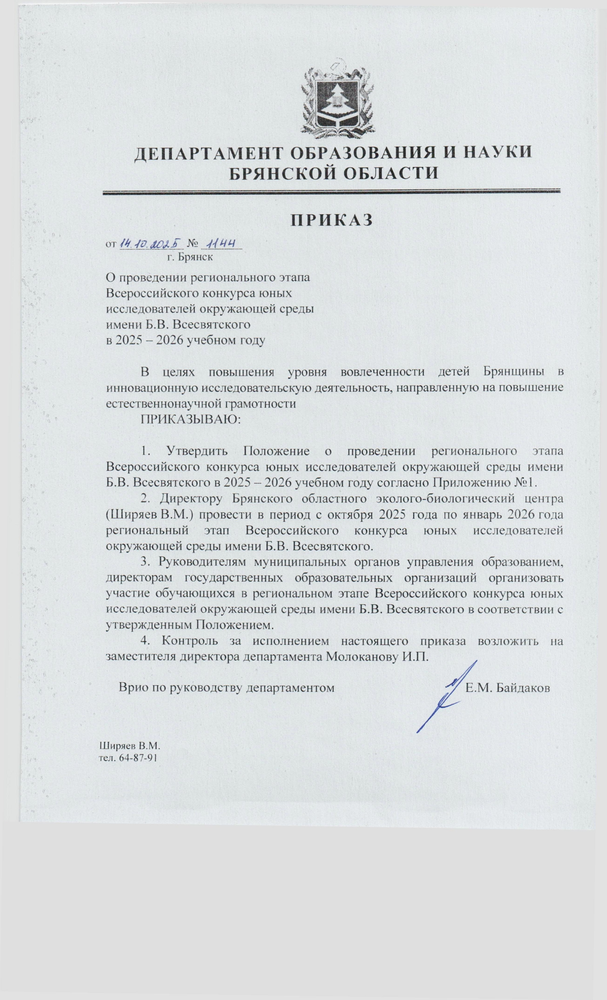 ДЕПАРТАМЕНТ ОБРАЗОВАНИЯ И НАУКИ
БРЯНСКОЙ ОБЛАСТИ
ПРИКАЗ
от 14.10.2025 № 1144
г. Брянск
О проведении регионального этапа
Всероссийского конкурса юных
исследователей окружающей среды
имени Б.В. Всесвятского
в 2025 – 2026 учебном году
В целях повышения уровня вовлеченности детей Брянщины в
инновационную исследовательскую деятельность, направленную на повышение
естественнонаучной грамотности
ПРИКАЗЫВАЮ:
1. Утвердить Положение о проведении регионального этапа
Всероссийского конкурса юных исследователей окружающей среды имени
Б.В. Всесвятского в 2025 – 2026 учебном году согласно Приложению №1.
2. Директору Брянского областного эколого-биологический центра
(Ширяев В.М.) провести в период с октября 2025 года по январь 2026 года
региональный этап Всероссийского конкурса юных исследователей
окружающей среды имени Б.В. Всесвятского.
3. Руководителям муниципальных органов управления образованием,
директорам государственных образовательных организаций организовать
участие обучающихся в региональном этапе Всероссийского конкурса юных
исследователей окружающей среды имени Б.В. Всесвятского в соответствии с
утвержденным Положением.
4. Контроль за исполнением настоящего приказа возложить на
заместителя директора департамента Молоканову И.П.
Врио по руководству департаментом Е.М. Байдаков
Ширяев В.М.
тел. 64-87-91